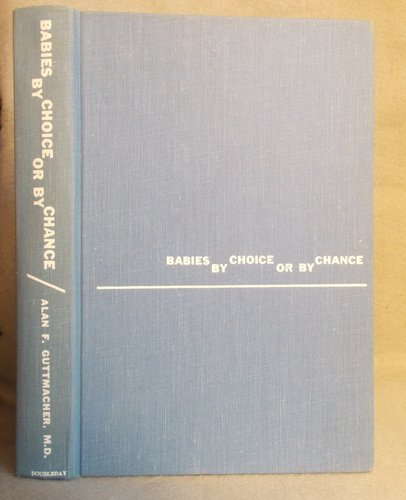 BABIES BY CHOICE OR BY CHANCE / ALAN F. GUTTMACHER, M.D.
DOUBLEDAY
BABIES BY CHOICE OR BY CHANCE